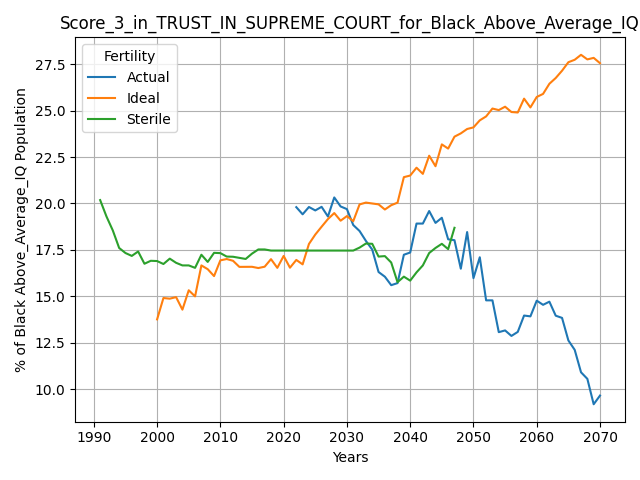 Score_3_in_TRUST_IN_SUPREME_COURT_for_Black_Above_Average_IQ
Fertility
Actual
Ideal
Sterile
% of Black Above_Average_IQ Population
27.5
25.0
22.5
20.0
17.5
15.0
12.5
10.0
1990 2000 2010 2020 2030 2040 2050 2060 2070
Years